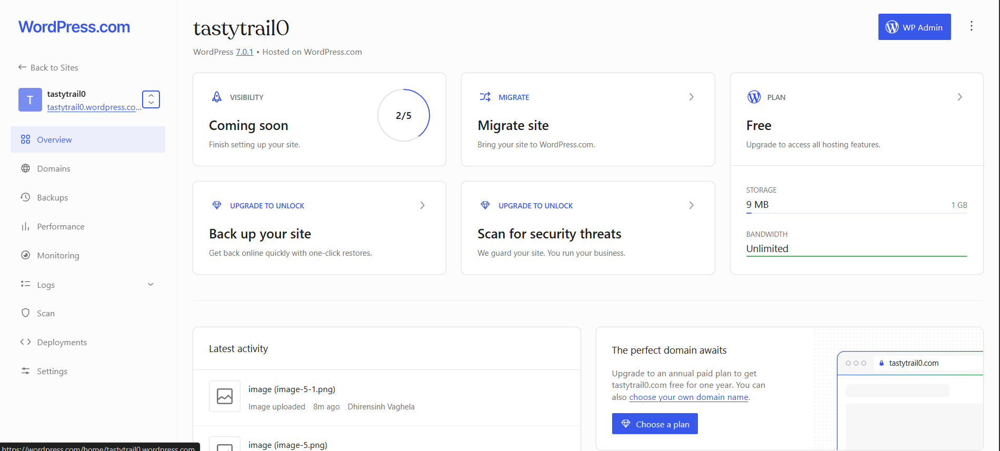 WordPress.com
Back to Sites
T
tastytrail0
tastytrail0.wordpress.co...
Overview
Domains
Backups
Performance
Monitoring
Logs
Scan
Deployments
Settings
https://wordpress.com/home/tastytrail0.wordpress.com
tastytrail0
WordPress 7.0.1 • Hosted on WordPress.com
WP Admin
VISIBILITY
Coming soon
Finish setting up your site.
2/5
MIGRATE
Migrate site
Bring your site to WordPress.com.
PLAN
Free
Upgrade to access all hosting features.
STORAGE
9 MB 1 GB
BANDWIDTH
Unlimited
UPGRADE TO UNLOCK
Back up your site
Get back online quickly with one-click restores.
UPGRADE TO UNLOCK
Scan for security threats
We guard your site. You run your business.
Latest activity
image (image-5-1.png)
Image uploaded 8m ago Dhirensinh Vaghela
image (image-5.png)
The perfect domain awaits
Upgrade to an annual paid plan to get
tastytrail0.com free for one year. You can
also choose your own domain name.
Choose a plan
tastytrail0.com